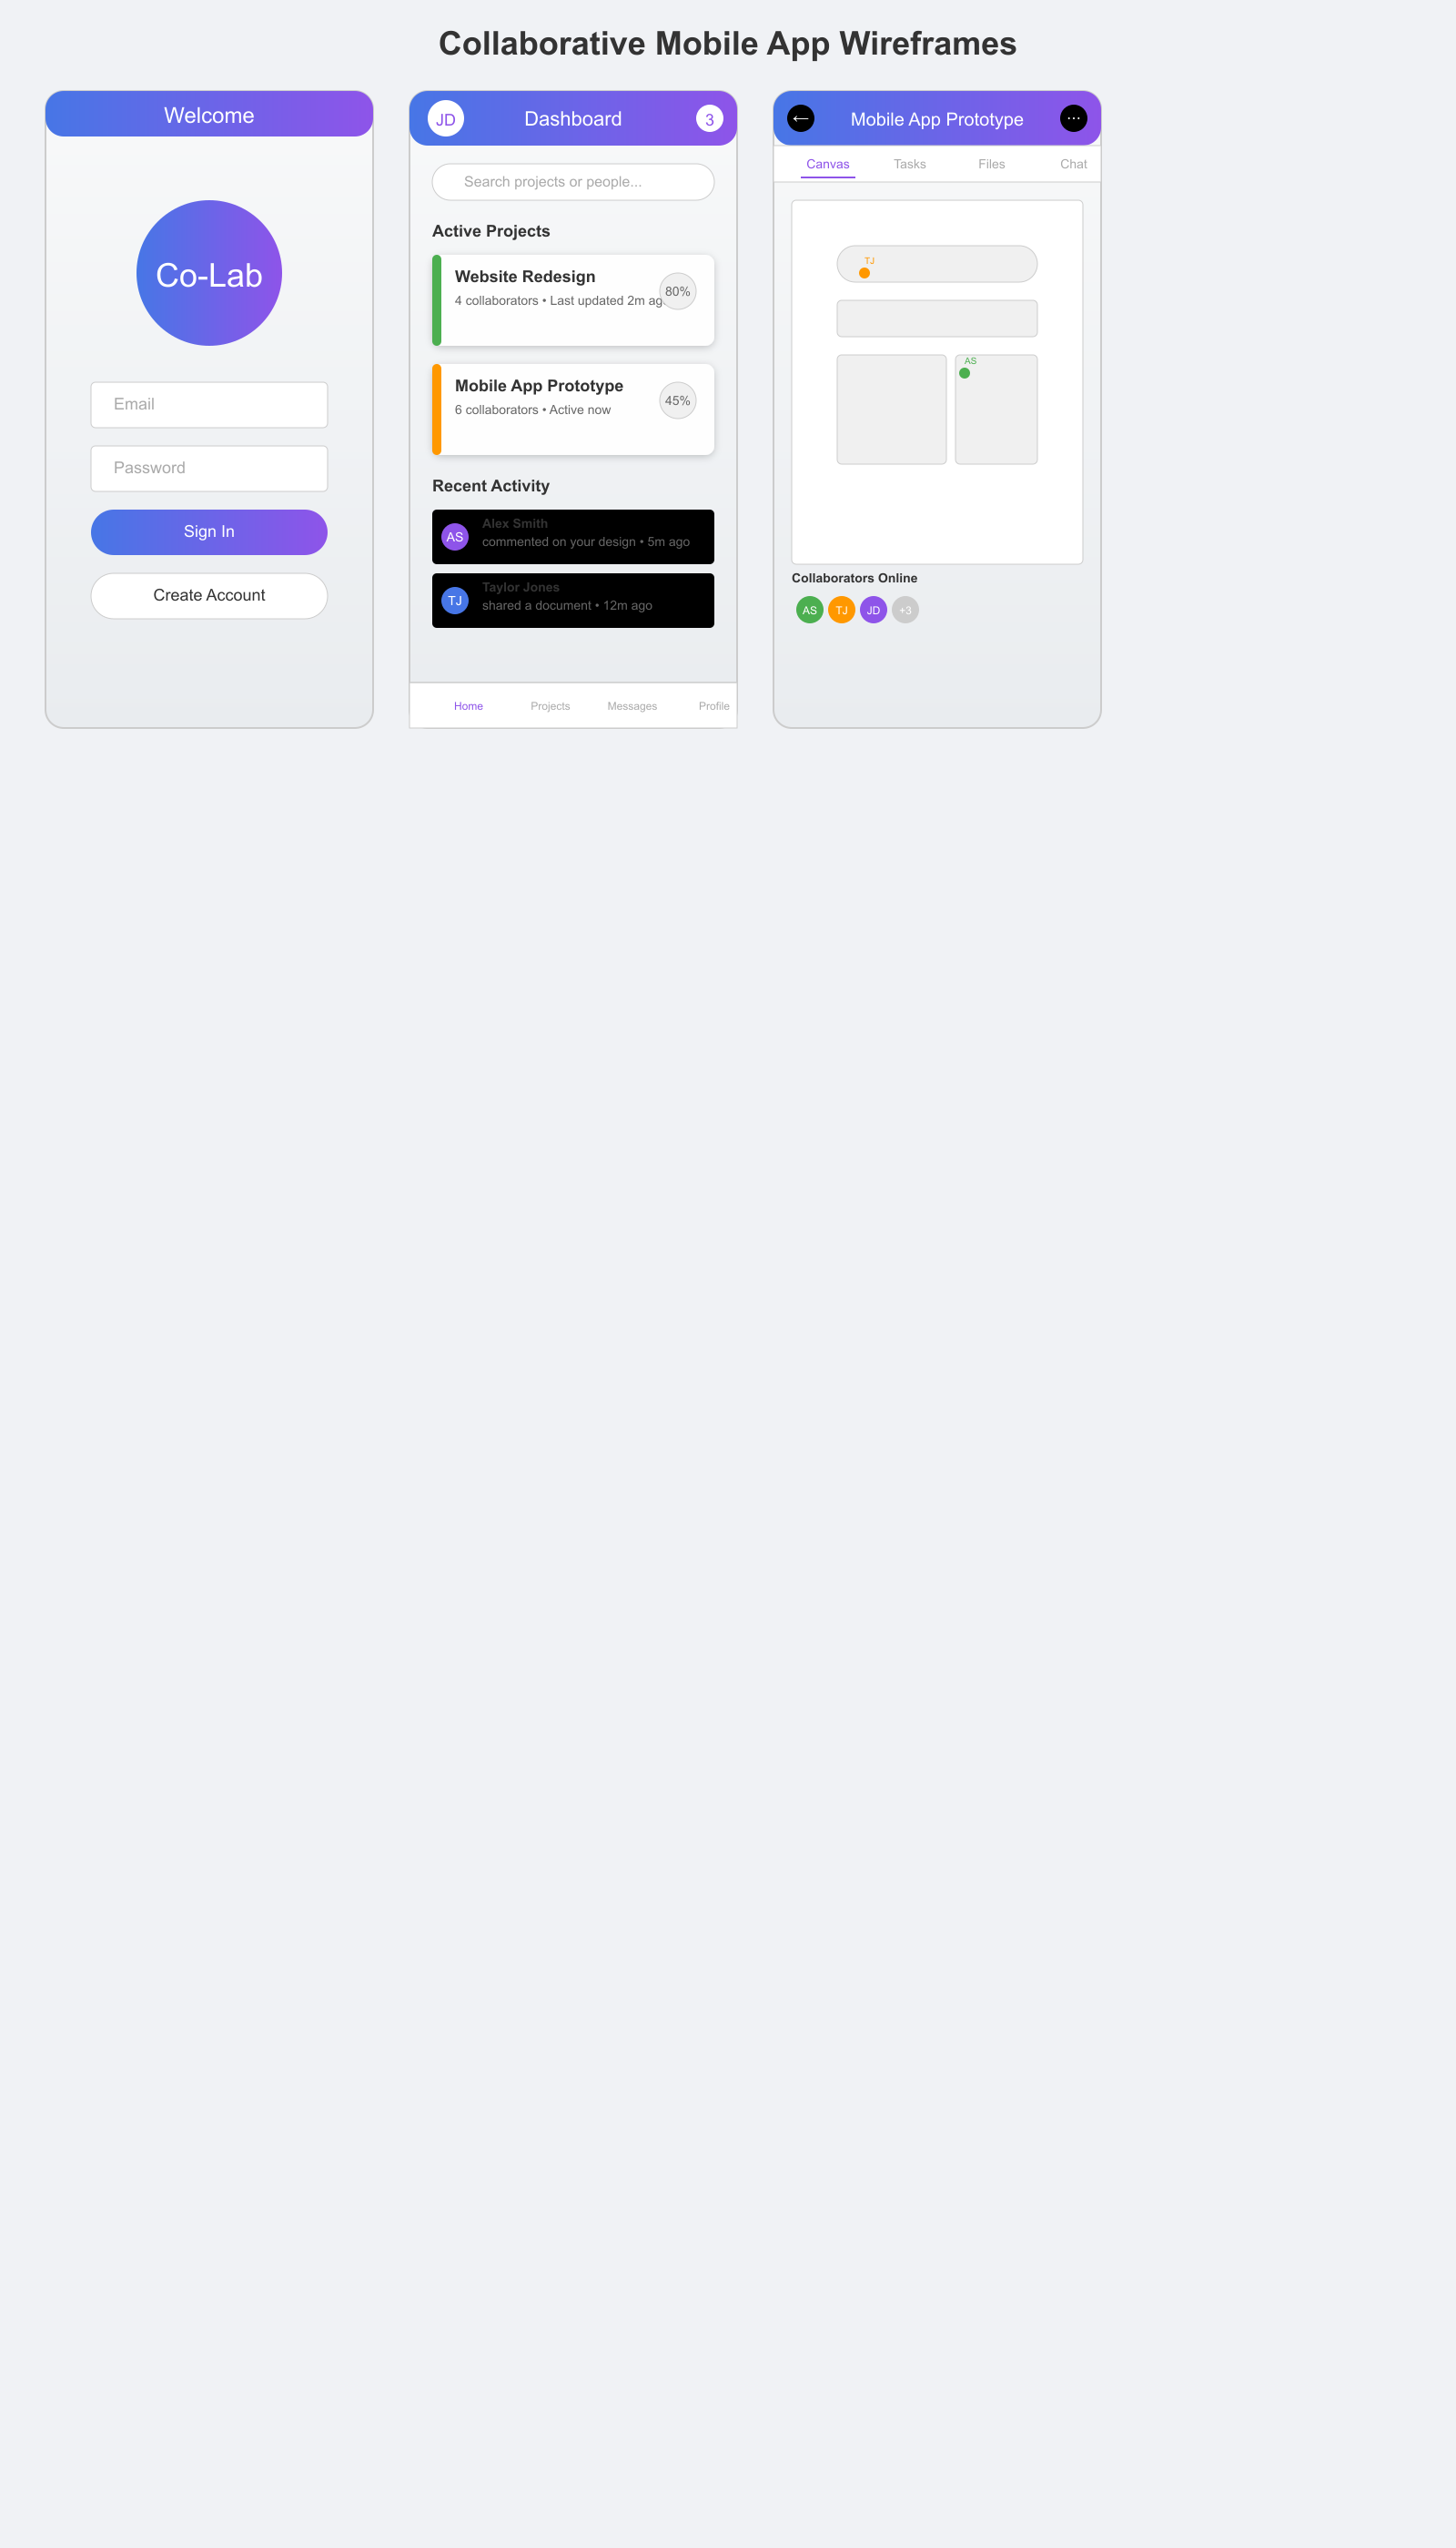 Collaborative Mobile App Wireframes
Welcome
Co-Lab
Email
Password
Sign In
Create Account
JD
Dashboard
3
Search projects or people...
Active Projects
Website Redesign
4 collaborators • Last updated 2m ag
80%
Mobile App Prototype
6 collaborators • Active now
45%
Recent Activity
AS
Alex Smith
commented on your design • 5m ago
TJ
Taylor Jones
shared a document • 12m ago
Home Projects Messages Profile
← Mobile App Prototype ⋯
Canvas Tasks Files Chat
TJ
AS
Collaborators Online
AS TJ JD +3